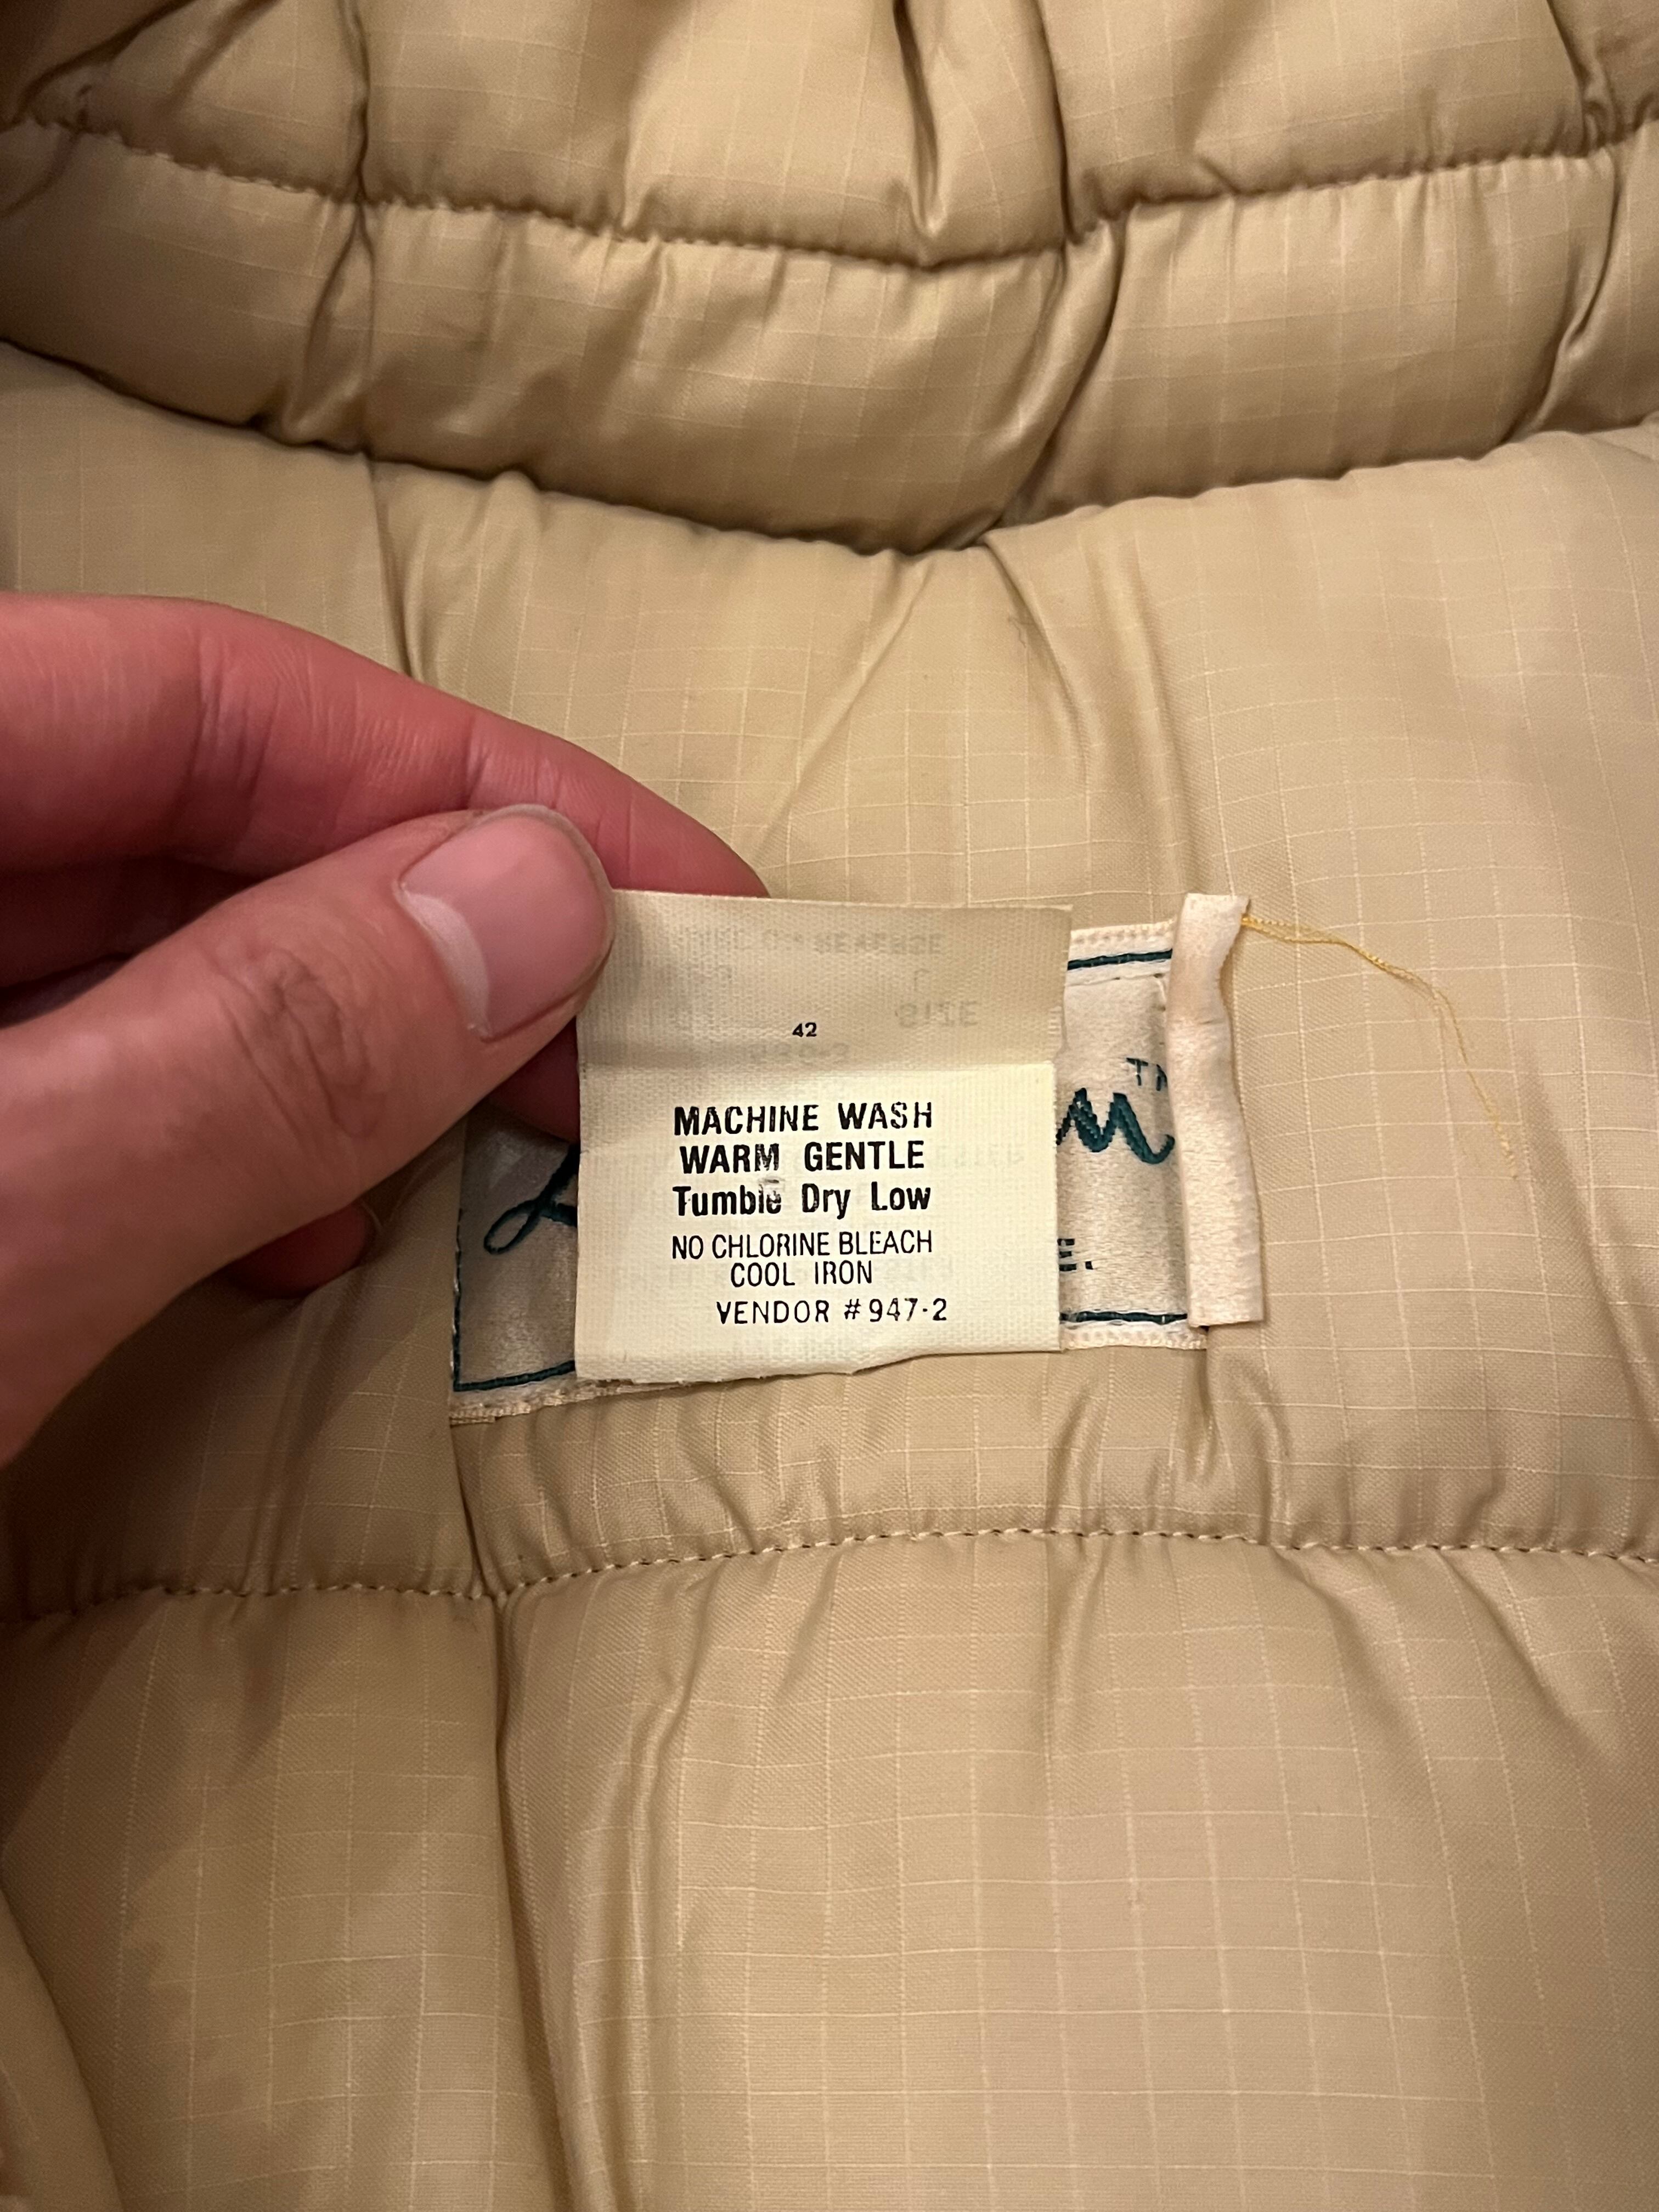 42
MACHINE WASH
WARM GENTLE
Tumble Dry Low
NO CHLORINE BLEACH
COOL IRON
VENDOR #947-2